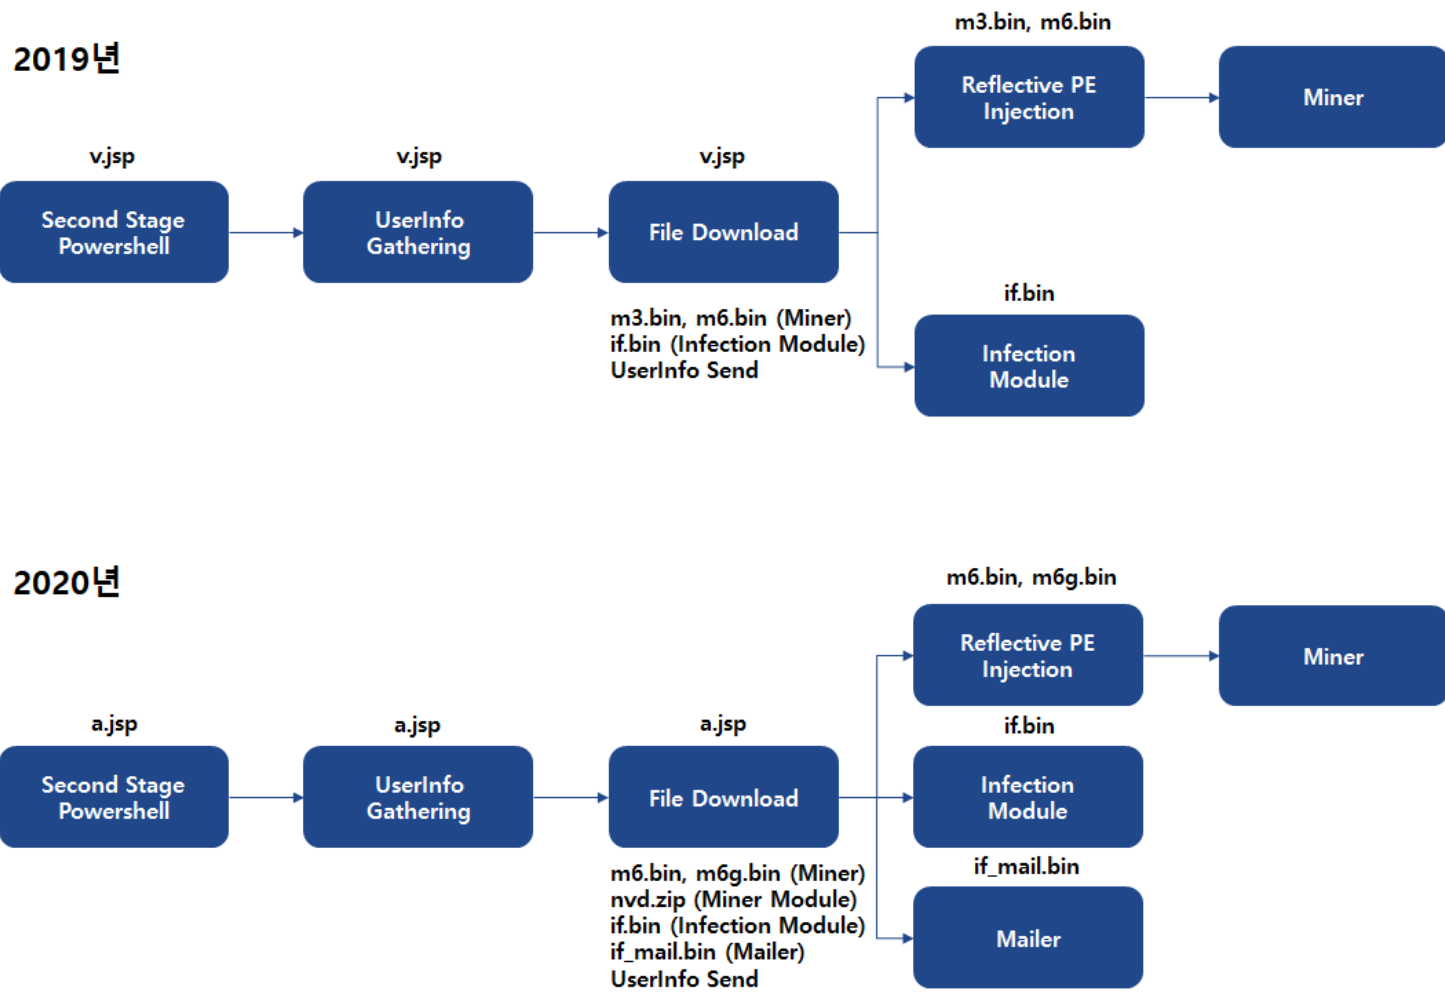 2019년
m3.bin, m6.bin
Reflective PE
Injection
Miner
v.jsp
v.jsp
v.jsp
Second Stage
Powershell
UserInfo
Gathering
File Download
if.bin
m3.bin, m6.bin (Miner)
if.bin (Infection Module)
UserInfo Send
Infection
Module
2020년
m6.bin, m6g.bin
Reflective PE
Injection
Miner
a.jsp
a.jsp
a.jsp
if.bin
Second Stage
Powershell
UserInfo
Gathering
File Download
Infection
Module
if_mail.bin
m6.bin, m6g.bin (Miner)
nvd.zip (Miner Module)
if.bin (Infection Module)
if_mail.bin (Mailer)
UserInfo Send
Mailer